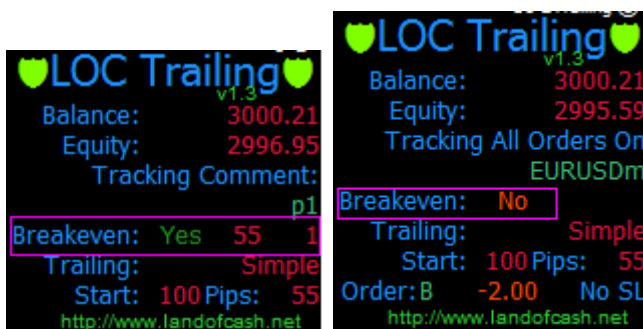 LOC Trailing
v1.3
Balance: 3000.21
Equity: 2996.95
Tracking Comment:
p1
Breakeven: Yes 55 1
Trailing: Simple
Start: 100 Pips: 55
http://www.landofcash.net
LOC Trailing
v1.3
Balance: 3000.21
Equity: 2995.59
Tracking All Orders On
EURUSDm
Breakeven: No
Trailing: Simple
Start: 100 Pips: 55
Order: B -2.00 No SL
http://www.landofcash.net